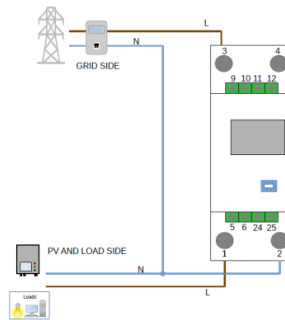 L
N
GRID SIDE
3 4
9 10 11 12
5 6 24 25
1 2
PV AND LOAD SIDE
N
LOADS
L